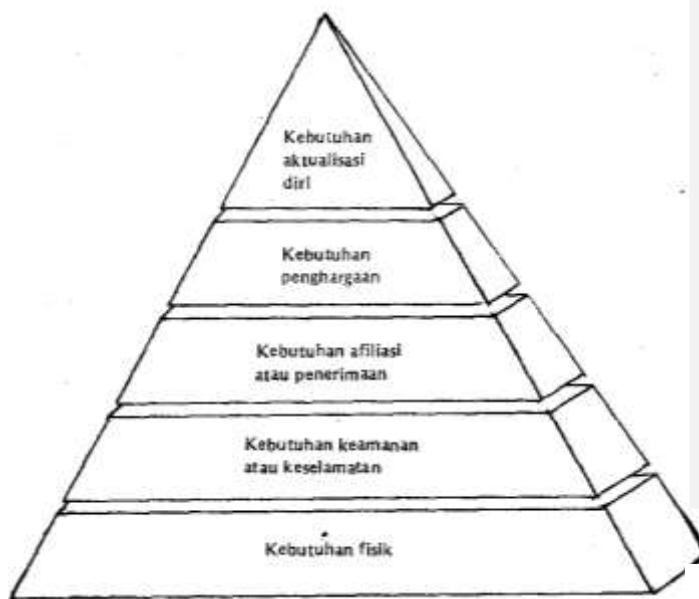 Kebutuhan
aktualisasi
diri
Kebutuhan
penghargaan
Kebutuhan afiliasi
atau penerimaan
Kebutuhan keamanan
atau keselamatan
Kebutuhan fisik